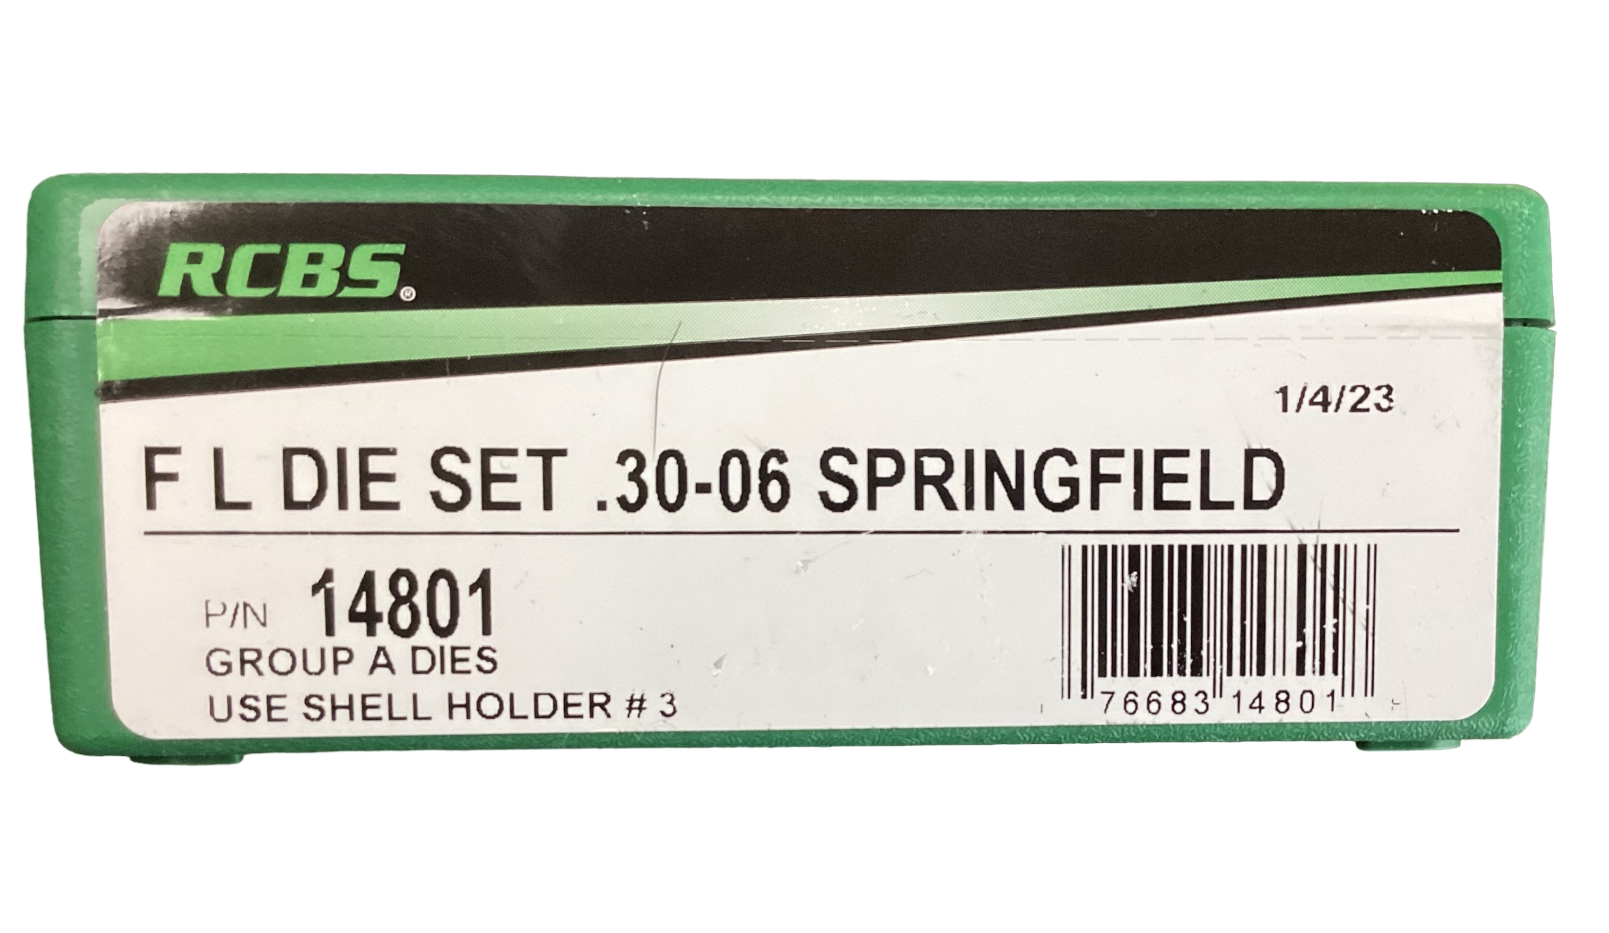 RCBS®
1/4/23
F L DIE SET .30-06 SPRINGFIELD
P/N 14801
GROUP A DIES
USE SHELL HOLDER # 3
76683 14801